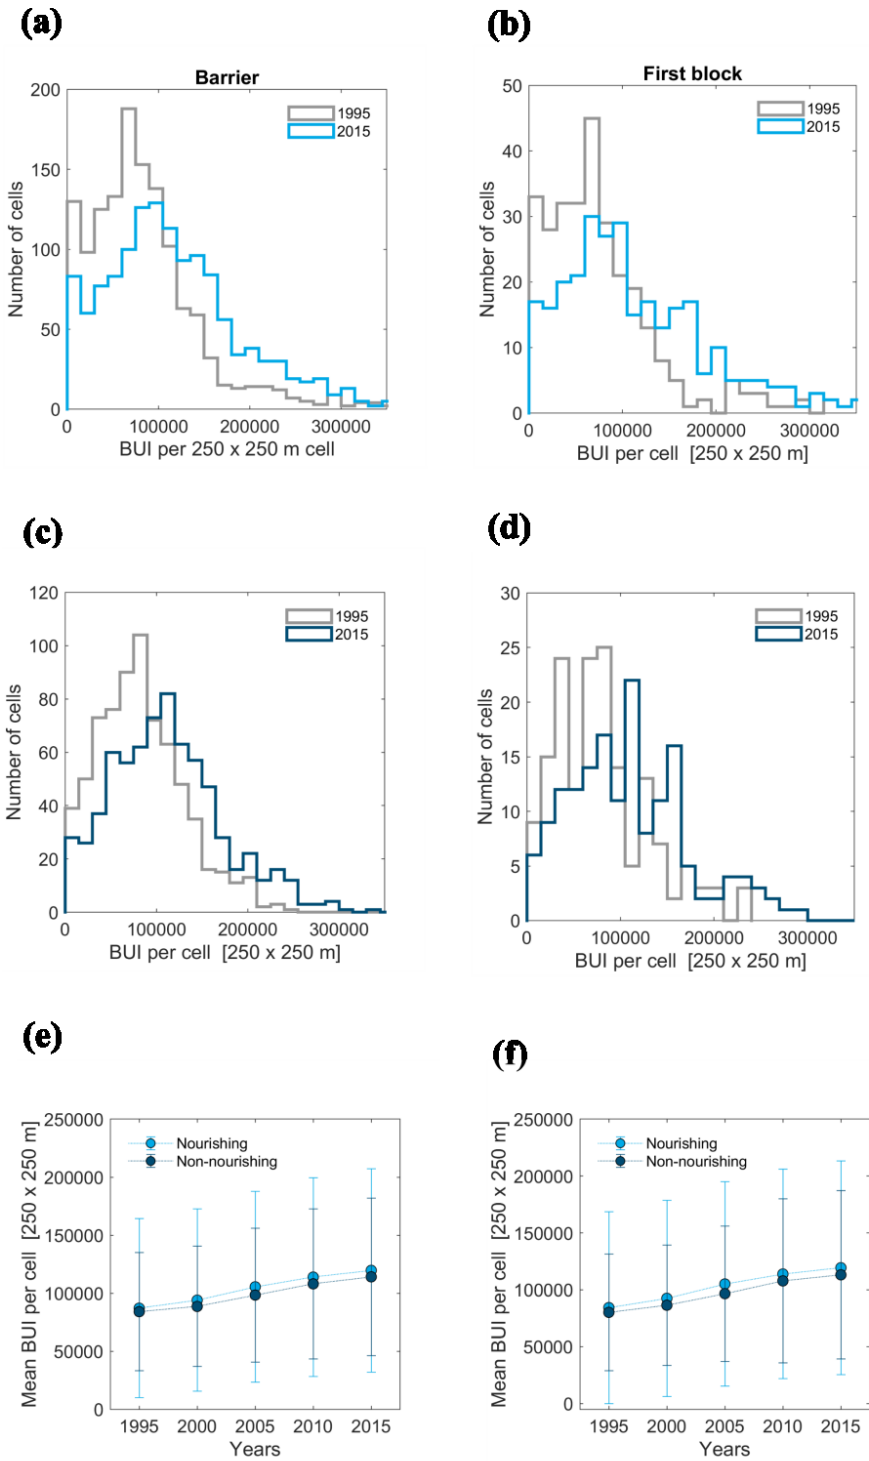 (a)
Barrier
200
150
100
50
0
Number of cells
1995
2015
0 100000 200000 300000
BUI per 250 x 250 m cell
(b)
First block
50
40
30
20
10
0
Number of cells
1995
2015
0 100000 200000 300000
BUI per cell [250 x 250 m]
(c)
120
100
80
60
40
20
0
Number of cells
1995
2015
0 100000 200000 300000
BUI per cell [250 x 250 m]
(d)
30
25
20
15
10
5
0
Number of cells
1995
2015
0 100000 200000 300000
BUI per cell [250 x 250 m]
(e)
250000
200000
150000
100000
50000
0
Mean BUI per cell [250 x 250 m]
Nourishing
Non-nourishing
1995 2000 2005 2010 2015
Years
(f)
250000
200000
150000
100000
50000
0
Mean BUI per cell [250 x 250 m]
Nourishing
Non-nourishing
1995 2000 2005 2010 2015
Years